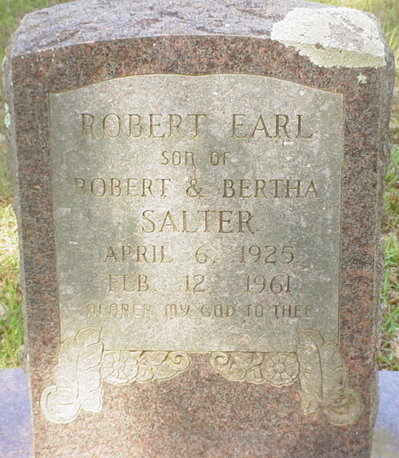 ROBERT EARL
SON OF
ROBERT & BERTHA
SALTER
APRIL 6, 1925
FEB. 12, 1961
NEARER MY GOD TO THEE